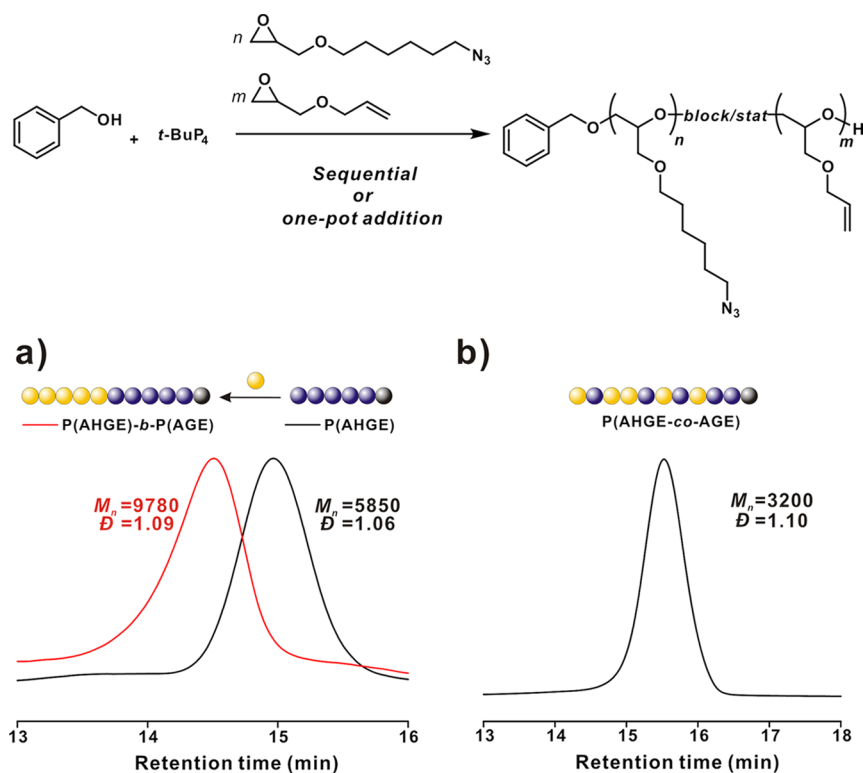 O
n
O
N3
O
m
O
OH
+
t-BuP4
Sequential
or
one-pot addition
O
O
n
block/stat
O
H
m
O
O
N3
a)
b)
P(AHGE)-b-P(AGE)
P(AHGE)
P(AHGE-co-AGE)
Mn=9780
Đ=1.09
Mn=5850
Đ=1.06
Mn=3200
Đ=1.10
13 14 15 16
Retention time (min)
13 14 15 16 17 18
Retention time (min)